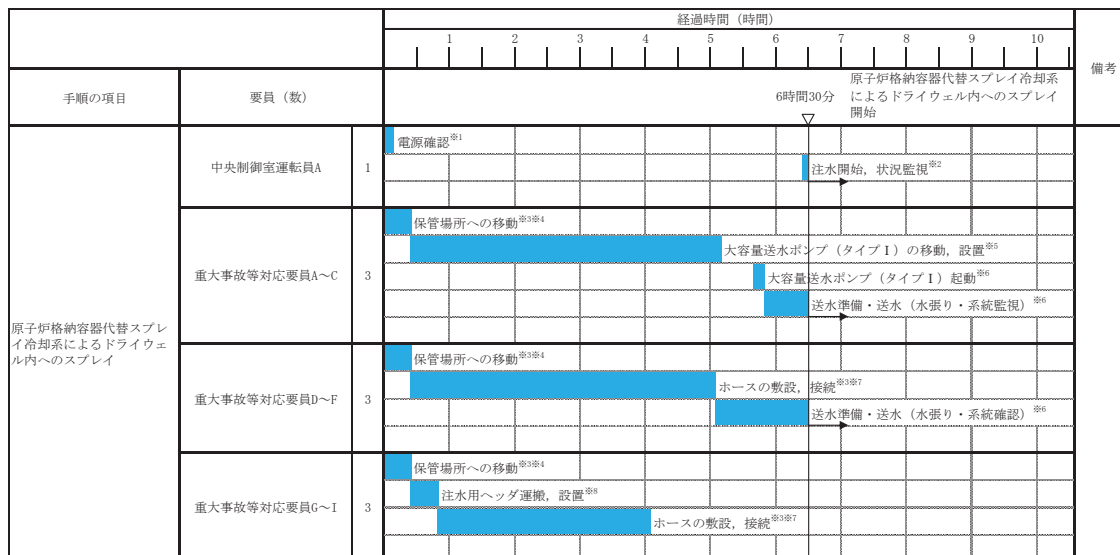 経過時間（時間）
備考
1 2 3 4 5 6 7 8 9 10
手順の項目
要員（数）
6時間30分
原子炉格納容器代替スプレイ冷却系
によるドライウェル内へのスプレイ
開始
原子炉格納容器代替スプレ
イ冷却系によるドライウェ
ル内へのスプレイ
中央制御室運転員A
1
電源確認※1
注水開始，状況監視※2
重大事故等対応要員A～C
3
保管場所への移動※3※4
大容量送水ポンプ（タイプⅠ）の移動，設置※5
大容量送水ポンプ（タイプⅠ）起動※6
送水準備・送水（水張り・系統監視）※6
重大事故等対応要員D～F
3
保管場所への移動※3※4
ホースの敷設，接続※3※7
送水準備・送水（水張り・系統確認）※6
重大事故等対応要員G～I
3
保管場所への移動※3※4
注水用ヘッダ運搬，設置※8
ホースの敷設，接続※3※7